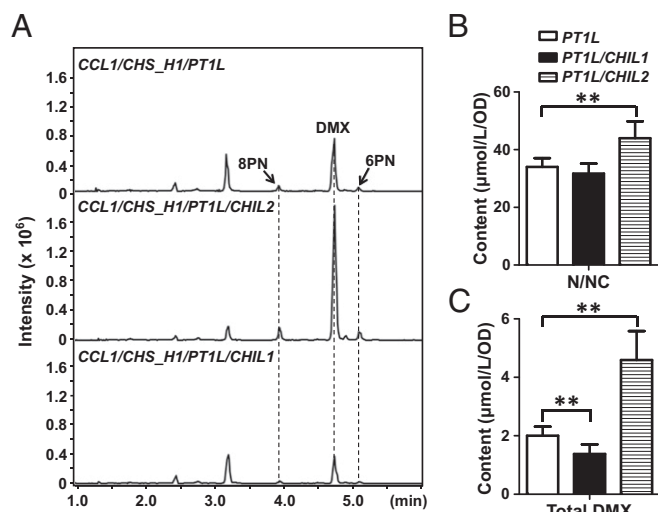 A
CCL1/CHS_H1/PT1L
1.6
1.2
0.8
0.4
0
8PN
DMX
6PN
CCL1/CHS_H1/PT1L/CHIL2
1.6
1.2
0.8
0.4
0
CCL1/CHS_H1/PT1L/CHIL1
1.6
1.2
0.8
0.4
0
Intensity (x 10⁶)
1.0 2.0 3.0 4.0 5.0 (min)
B
PT1L
PT1L/CHIL1
PT1L/CHIL2
**
60
40
20
0
Content (µmol/L/OD)
N/NC
C
**
**
6
4
2
0
Content (µmol/L/OD)
Total DMX